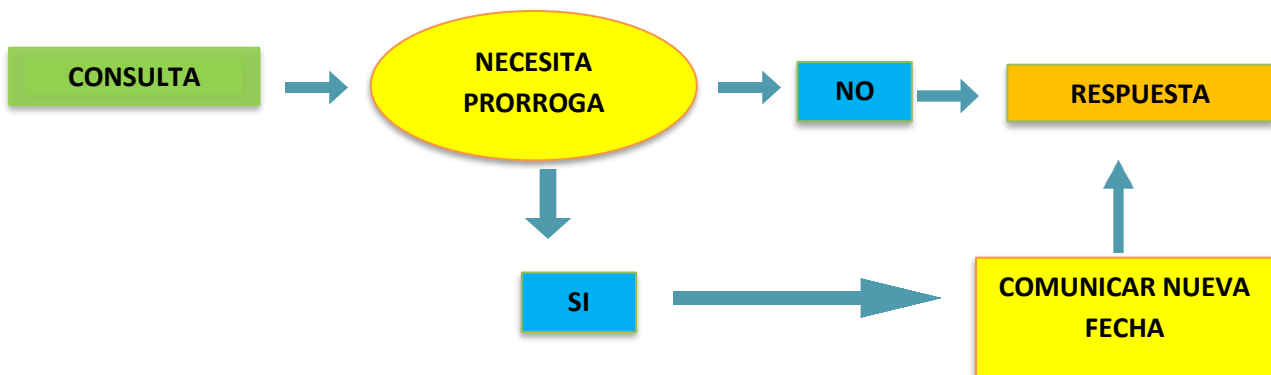 CONSULTA
NECESITA
PRORROGA
NO
RESPUESTA
SI
COMUNICAR NUEVA
FECHA